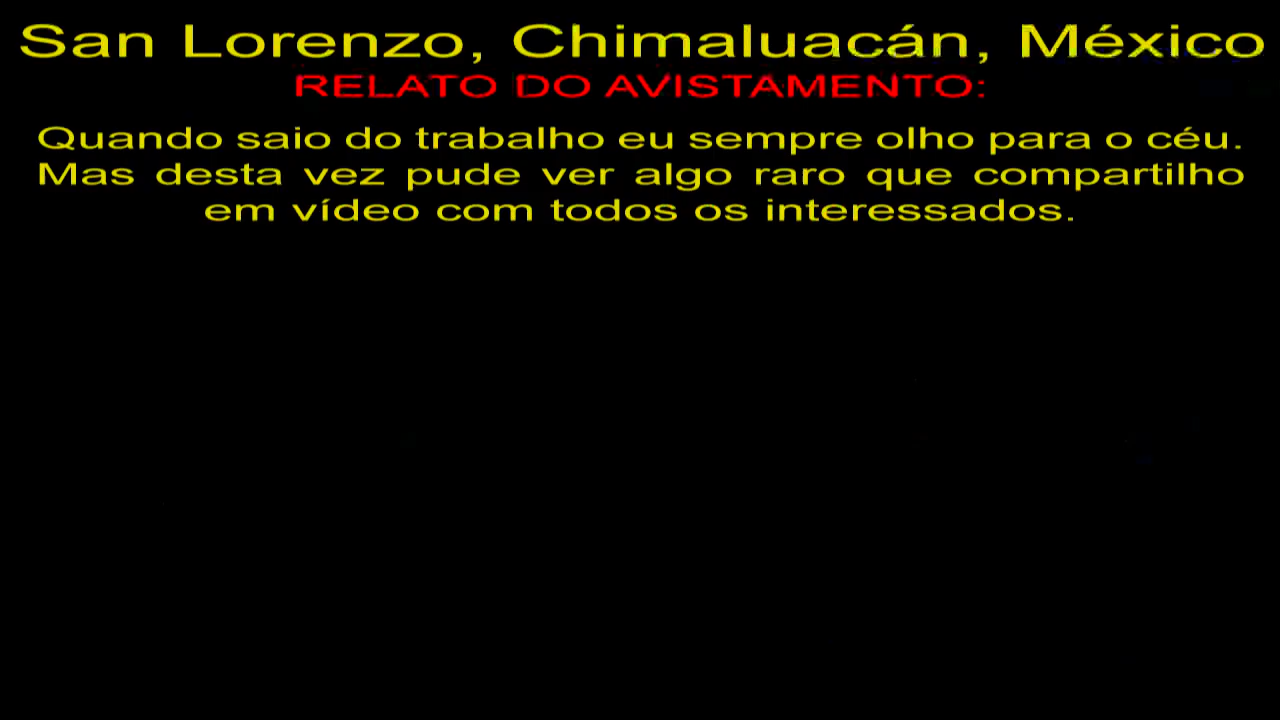 San Lorenzo, Chimaluacán, México
RELATO DO AVISTAMENTO:
Quando saio do trabalho eu sempre olho para o céu.
Mas desta vez pude ver algo raro que compartilho
em vídeo com todos os interessados.